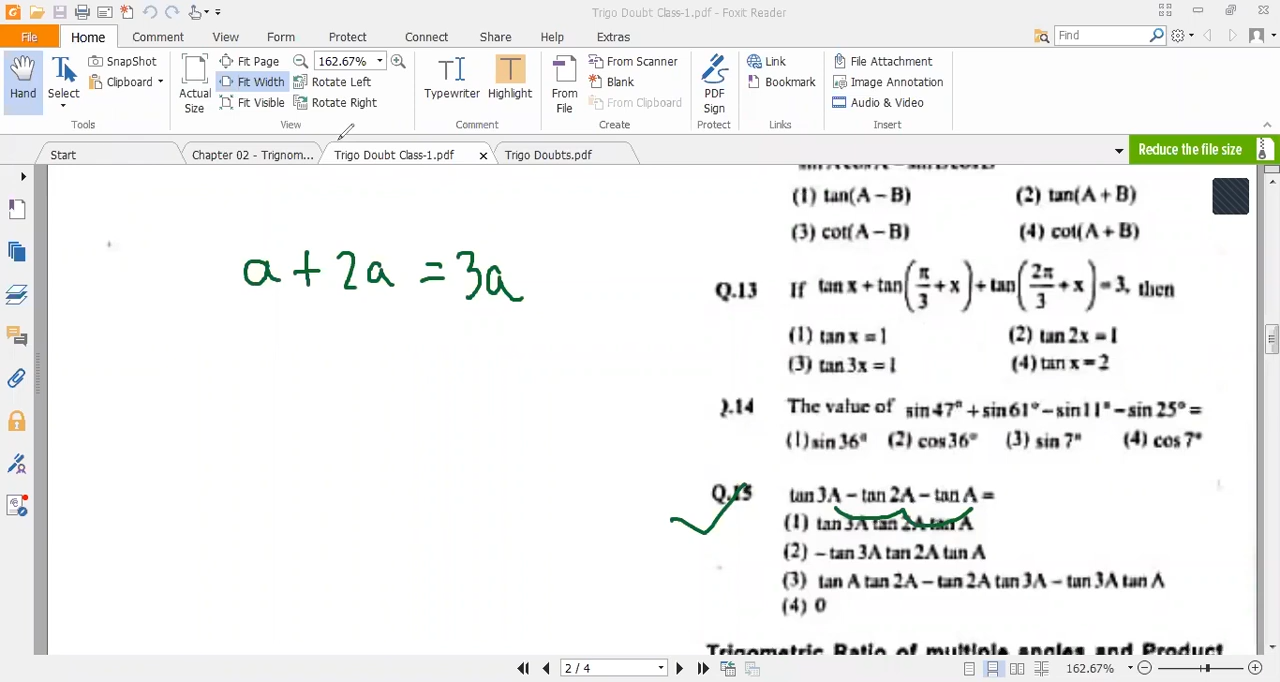 Trigo Doubt Class-1.pdf - Foxit Reader
File Home Comment View Form Protect Connect Share Help Extras Find
Hand
Select
SnapShot
Clipboard
Actual Size
Fit Page
Fit Width
Fit Visible
162.67%
Rotate Left
Rotate Right
Typewriter
Highlight
From File
From Scanner
Blank
From Clipboard
PDF Sign
Link
Bookmark
File Attachment
Image Annotation
Audio & Video
Tools View Comment Create Protect Links Insert
Start Chapter 02 - Trignom... Trigo Doubt Class-1.pdf Trigo Doubts.pdf Reduce the file size
a + 2a = 3a
(1) tan(A – B) (2) tan(A + B)
(3) cot(A – B) (4) cot(A + B)
Q.13 If tan x + tan(π/3 + x) + tan(2π/3 + x) = 3, then
(1) tan x = 1 (2) tan 2x = 1
(3) tan 3x = 1 (4) tan x = 2
Q.14 The value of sin 47° + sin 61° – sin 11° – sin 25° =
(1) sin 36° (2) cos 36° (3) sin 7° (4) cos 7°
Q.15 tan 3A – tan 2A – tan A =
(1) tan 3A tan 2A tan A
(2) – tan 3A tan 2A tan A
(3) tan A tan 2A – tan 2A tan 3A – tan 3A tan A
(4) 0
Trigometric Ratio of multiple angles and Product
2 / 4 162.67%